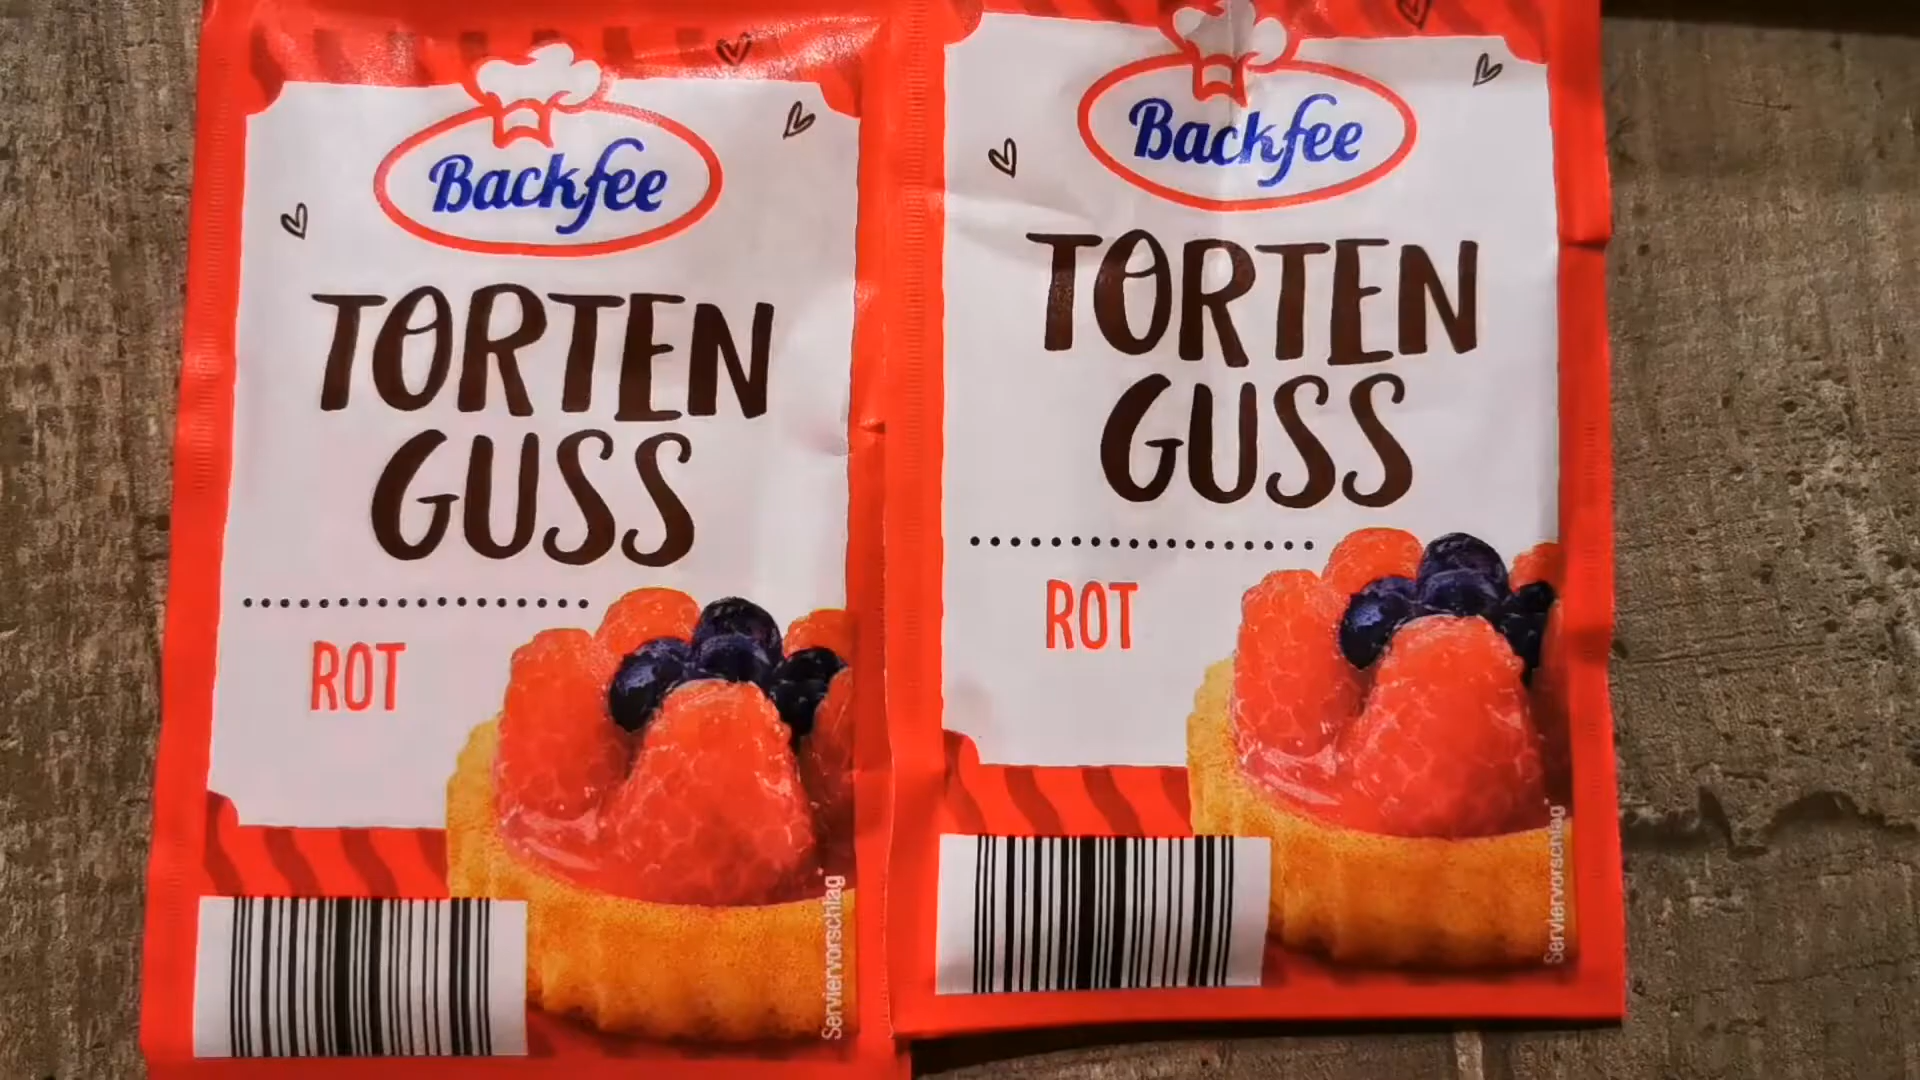 Backfee
TORTEN
GUSS
ROT
Serviervorschlag
Backfee
TORTEN
GUSS
ROT
Serviervorschlag